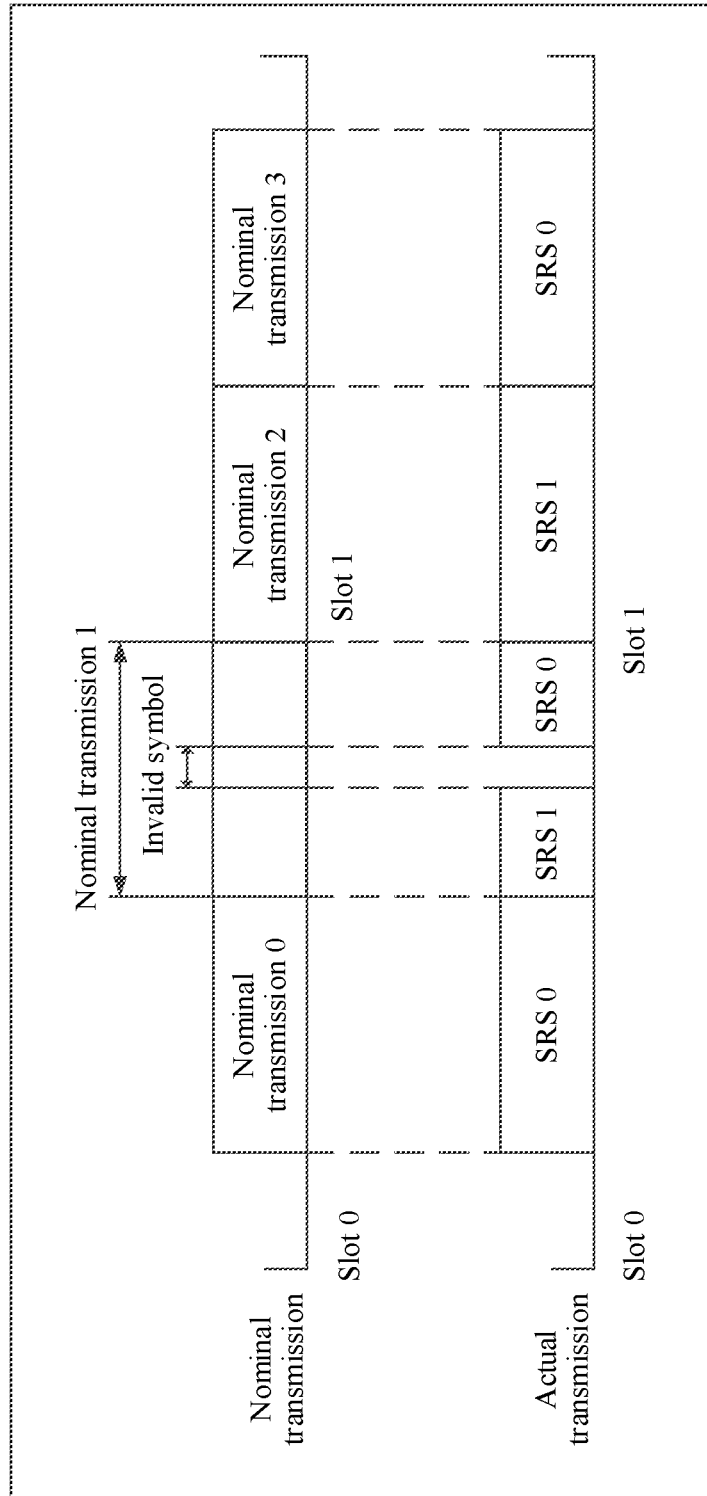 Nominal transmission 1
Invalid symbol
Nominal
transmission 0
Nominal
transmission 2
Nominal
transmission 3
Nominal
transmission
Slot 0
Slot 1
SRS 0
SRS 1
SRS 0
SRS 1
SRS 0
Actual
transmission
Slot 0
Slot 1